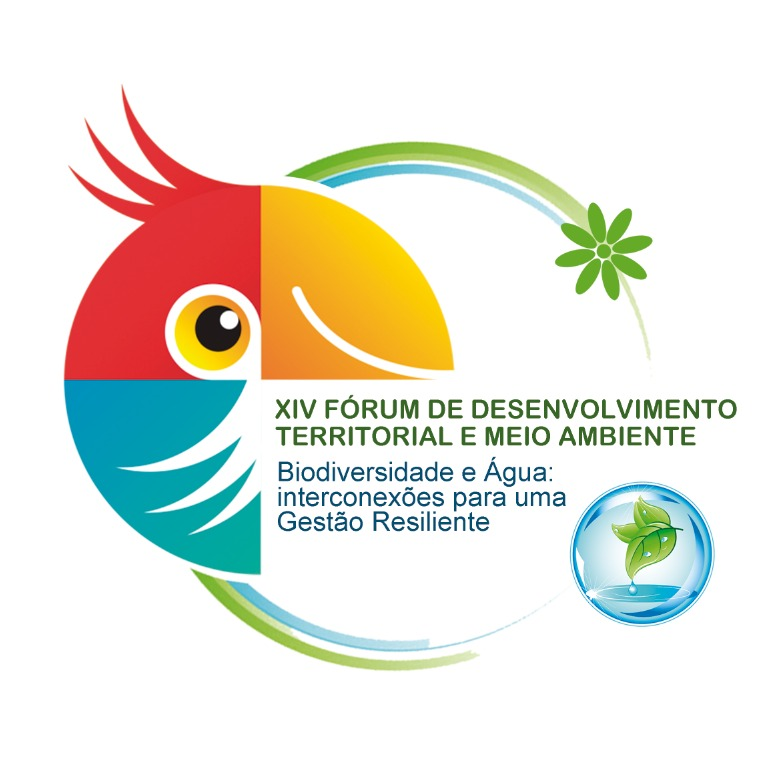 XIV FÓRUM DE DESENVOLVIMENTO
TERRITORIAL E MEIO AMBIENTE
Biodiversidade e Água:
interconexões para uma
Gestão Resiliente